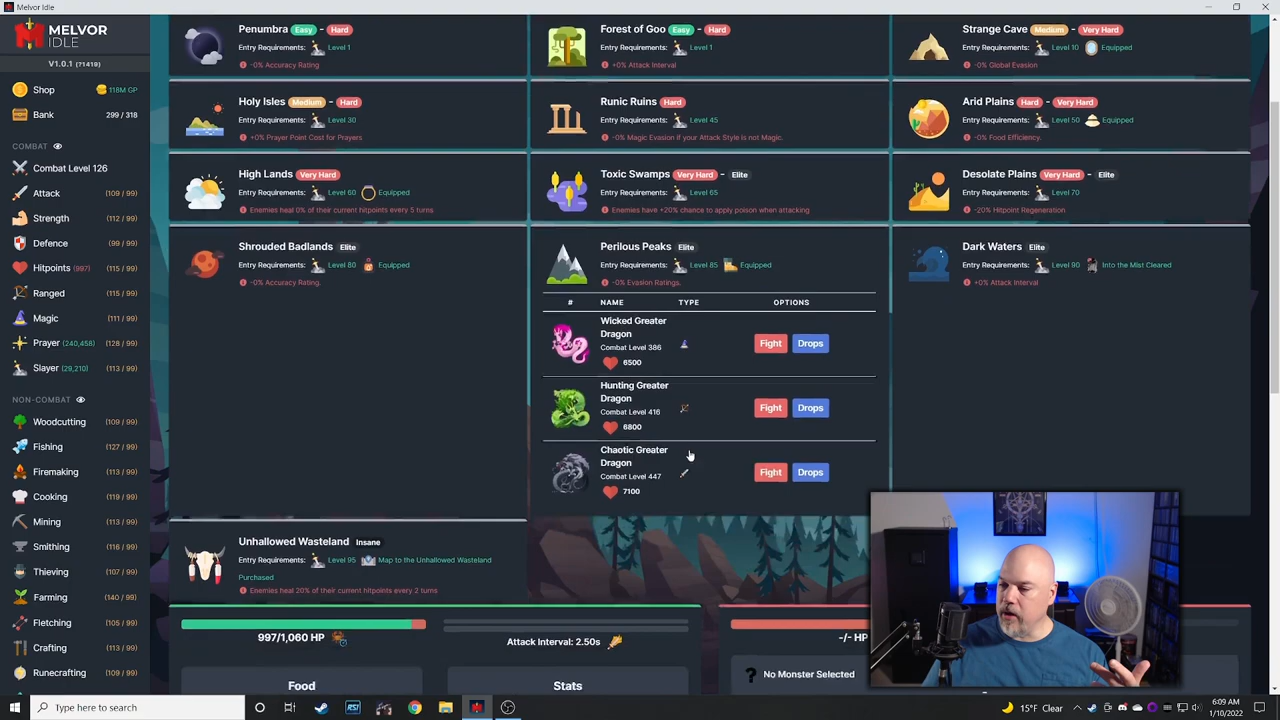 Melvor Idle
MELVOR
IDLE
V1.0.1 (71419)
Shop 118M GP
Bank 299 / 318
COMBAT
Combat Level 126
Attack (109 / 99)
Strength (112 / 99)
Defence (99 / 99)
Hitpoints (997) (115 / 99)
Ranged (115 / 99)
Magic (111 / 99)
Prayer (240,458) (128 / 99)
Slayer (29,210) (113 / 99)
NON-COMBAT
Woodcutting (109 / 99)
Fishing (127 / 99)
Firemaking (113 / 99)
Cooking (119 / 99)
Mining (113 / 99)
Smithing (116 / 99)
Thieving (107 / 99)
Farming (140 / 99)
Fletching (105 / 99)
Crafting (113 / 99)
Runecrafting (109 / 99)
Penumbra Easy - Hard
Entry Requirements: Level 1
-0% Accuracy Rating
Forest of Goo Easy - Hard
Entry Requirements: Level 1
+0% Attack Interval
Strange Cave Medium - Very Hard
Entry Requirements: Level 10 Equipped
-0% Global Evasion
Holy Isles Medium - Hard
Entry Requirements: Level 30
+0% Prayer Point Cost for Prayers
Runic Ruins Hard
Entry Requirements: Level 45
-0% Magic Evasion if your Attack Style is not Magic.
Arid Plains Hard - Very Hard
Entry Requirements: Level 50 Equipped
-0% Food Efficiency.
High Lands Very Hard
Entry Requirements: Level 60 Equipped
Enemies heal 0% of their current hitpoints every 5 turns
Toxic Swamps Very Hard - Elite
Entry Requirements: Level 65
Enemies have +20% chance to apply poison when attacking
Desolate Plains Very Hard - Elite
Entry Requirements: Level 70
-20% Hitpoint Regeneration
Shrouded Badlands Elite
Entry Requirements: Level 80 Equipped
-0% Accuracy Rating.
Perilous Peaks Elite
Entry Requirements: Level 85 Equipped
-0% Evasion Ratings.
# NAME TYPE OPTIONS
Wicked Greater
Dragon
Combat Level 386
6500
Fight Drops
Hunting Greater
Dragon
Combat Level 416
6800
Fight Drops
Chaotic Greater
Dragon
Combat Level 447
7100
Fight Drops
Dark Waters Elite
Entry Requirements: Level 90 Into the Mist Cleared
+0% Attack Interval
Unhallowed Wasteland Insane
Entry Requirements: Level 95 Map to the Unhallowed Wasteland
Purchased
Enemies heal 20% of their current hitpoints every 2 turns
997/1,060 HP
Attack Interval: 2.50s
-/- HP
Food
Stats
? No Monster Selected
Type here to search
RSI
15°F Clear
6:09 AM
1/10/2022